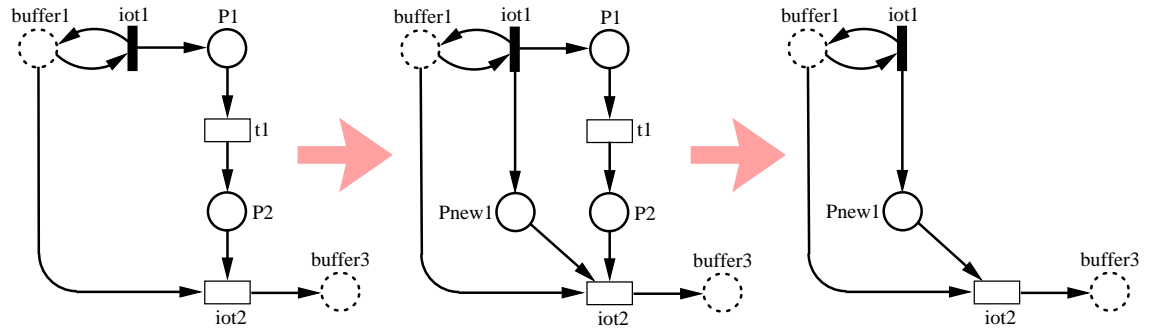 buffer1
iot1
P1
t1
P2
buffer3
iot2
buffer1
iot1
P1
t1
Pnew1
P2
buffer3
iot2
buffer1
iot1
Pnew1
buffer3
iot2